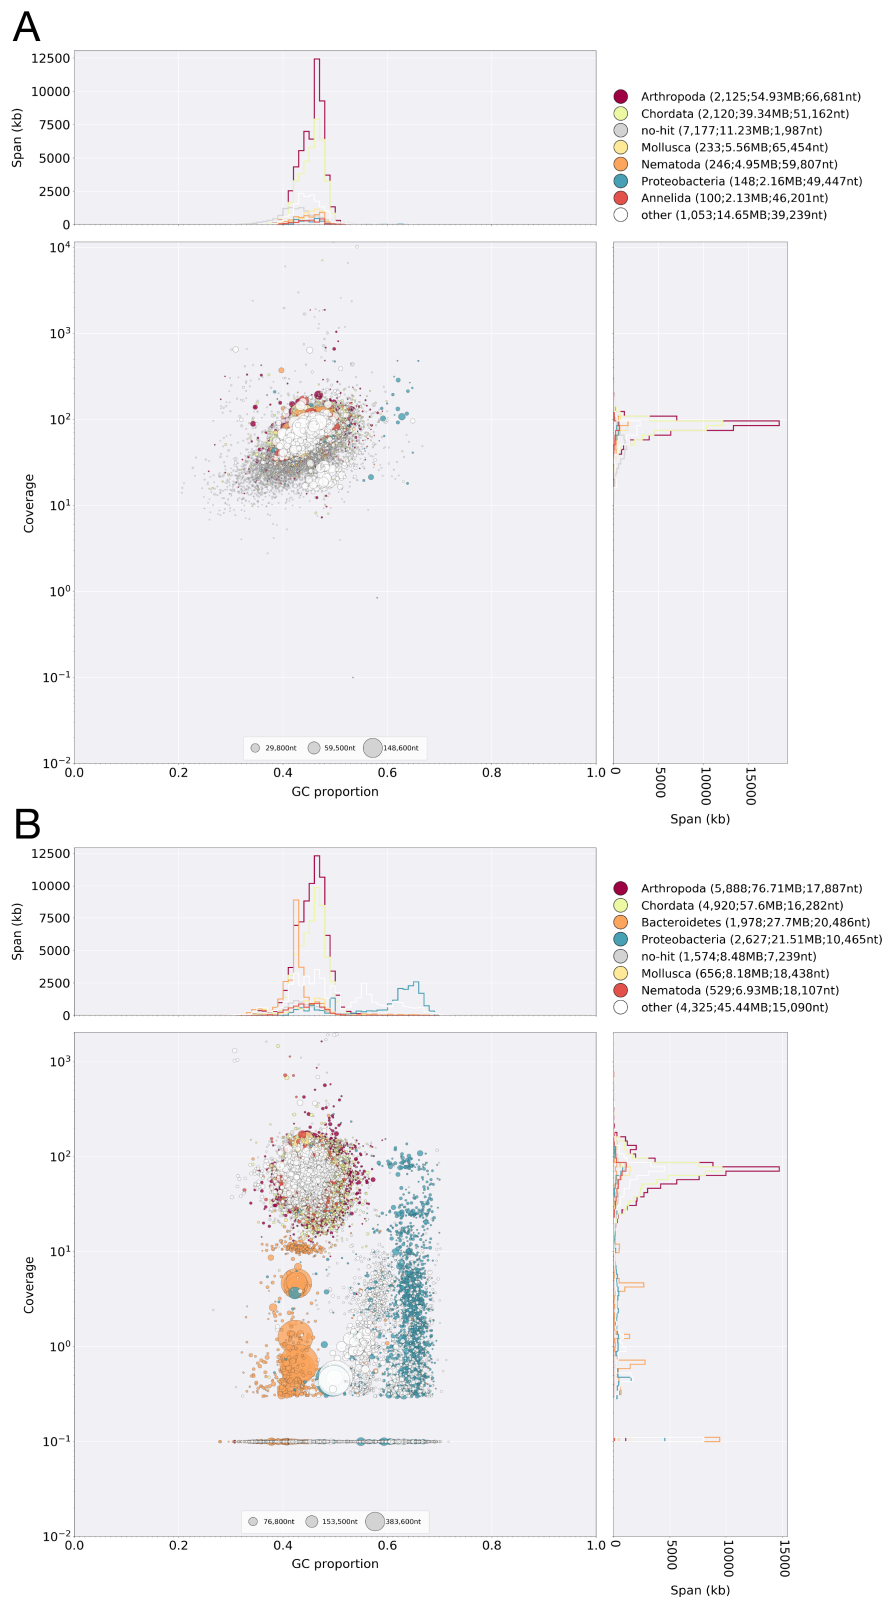 A
12500
10000
7500
5000
2500
0
Span (kb)
Arthropoda (2,125;54.93MB;66,681nt)
Chordata (2,120;39.34MB;51,162nt)
no-hit (7,177;11.23MB;1,987nt)
Mollusca (233;5.56MB;65,454nt)
Nematoda (246;4.95MB;59,807nt)
Proteobacteria (148;2.16MB;49,447nt)
Annelida (100;2.13MB;46,201nt)
other (1,053;14.65MB;39,239nt)
10⁴
10³
10²
10¹
10⁰
10⁻¹
10⁻²
Coverage
29,800nt 59,500nt 148,600nt
0.0 0.2 0.4 0.6 0.8 1.0
GC proportion
0 5000 10000 15000
Span (kb)
B
12500
10000
7500
5000
2500
0
Span (kb)
Arthropoda (5,888;76.71MB;17,887nt)
Chordata (4,920;57.6MB;16,282nt)
Bacteroidetes (1,978;27.7MB;20,486nt)
Proteobacteria (2,627;21.51MB;10,465nt)
no-hit (1,574;8.48MB;7,239nt)
Mollusca (656;8.18MB;18,438nt)
Nematoda (529;6.93MB;18,107nt)
other (4,325;45.44MB;15,090nt)
10³
10²
10¹
10⁰
10⁻¹
10⁻²
Coverage
76,800nt 153,500nt 383,600nt
0.0 0.2 0.4 0.6 0.8 1.0
GC proportion
0 5000 10000 15000
Span (kb)